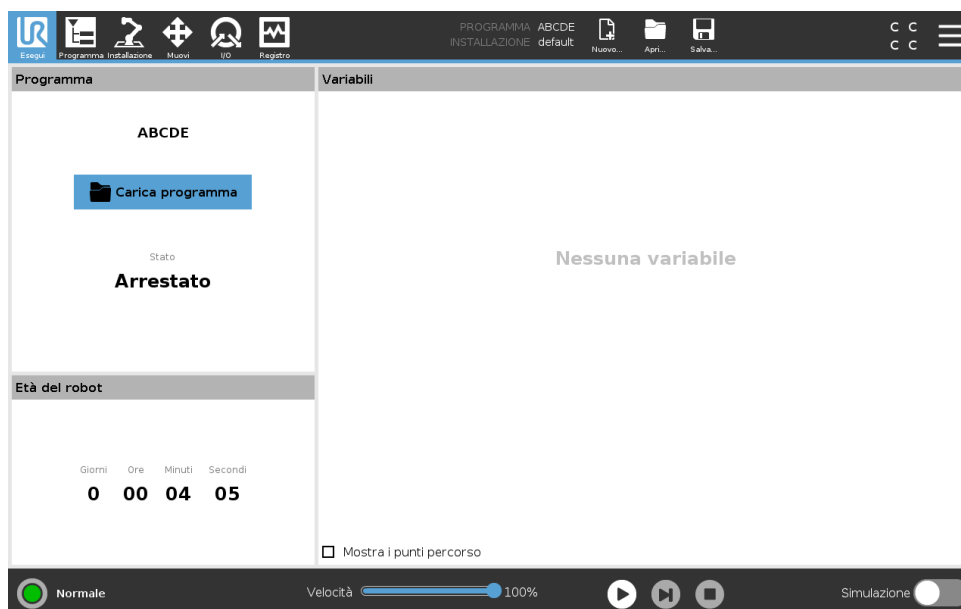 UR
Esegui
Programma
Installazione
Muovi
I/O
Registro
PROGRAMMA ABCDE
INSTALLAZIONE default
Nuovo...
Apri...
Salva...
C C
C C
Programma
ABCDE
Carica programma
Stato
Arrestato
Variabili
Nessuna variabile
Età del robot
Giorni Ore Minuti Secondi
0 00 04 05
Mostra i punti percorso
Normale
Velocità 100%
Simulazione